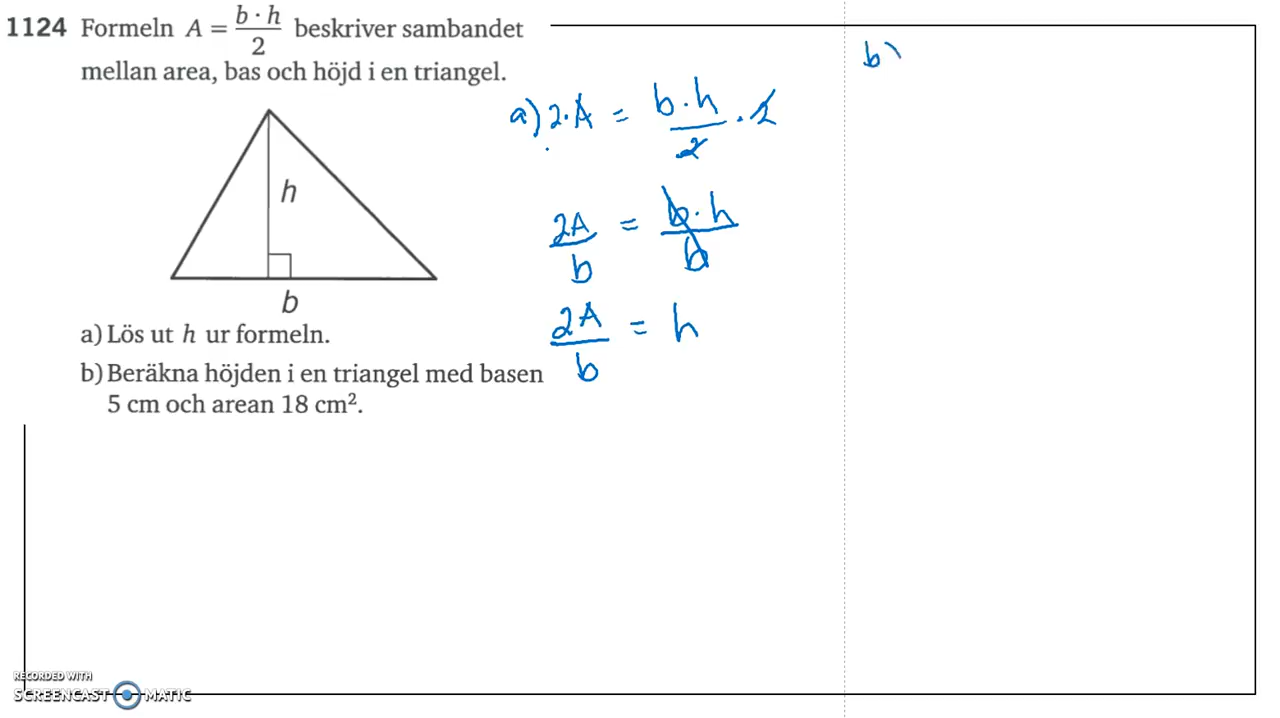 1124 Formeln A = b · h / 2 beskriver sambandet
mellan area, bas och höjd i en triangel.
h
b
a) Lös ut h ur formeln.
b) Beräkna höjden i en triangel med basen
5 cm och arean 18 cm².
a) 2 · A = b · h / 2 · 2
2A / b = b · h / b
2A / b = h
b)
RECORDED WITH
SCREENCAST MATIC